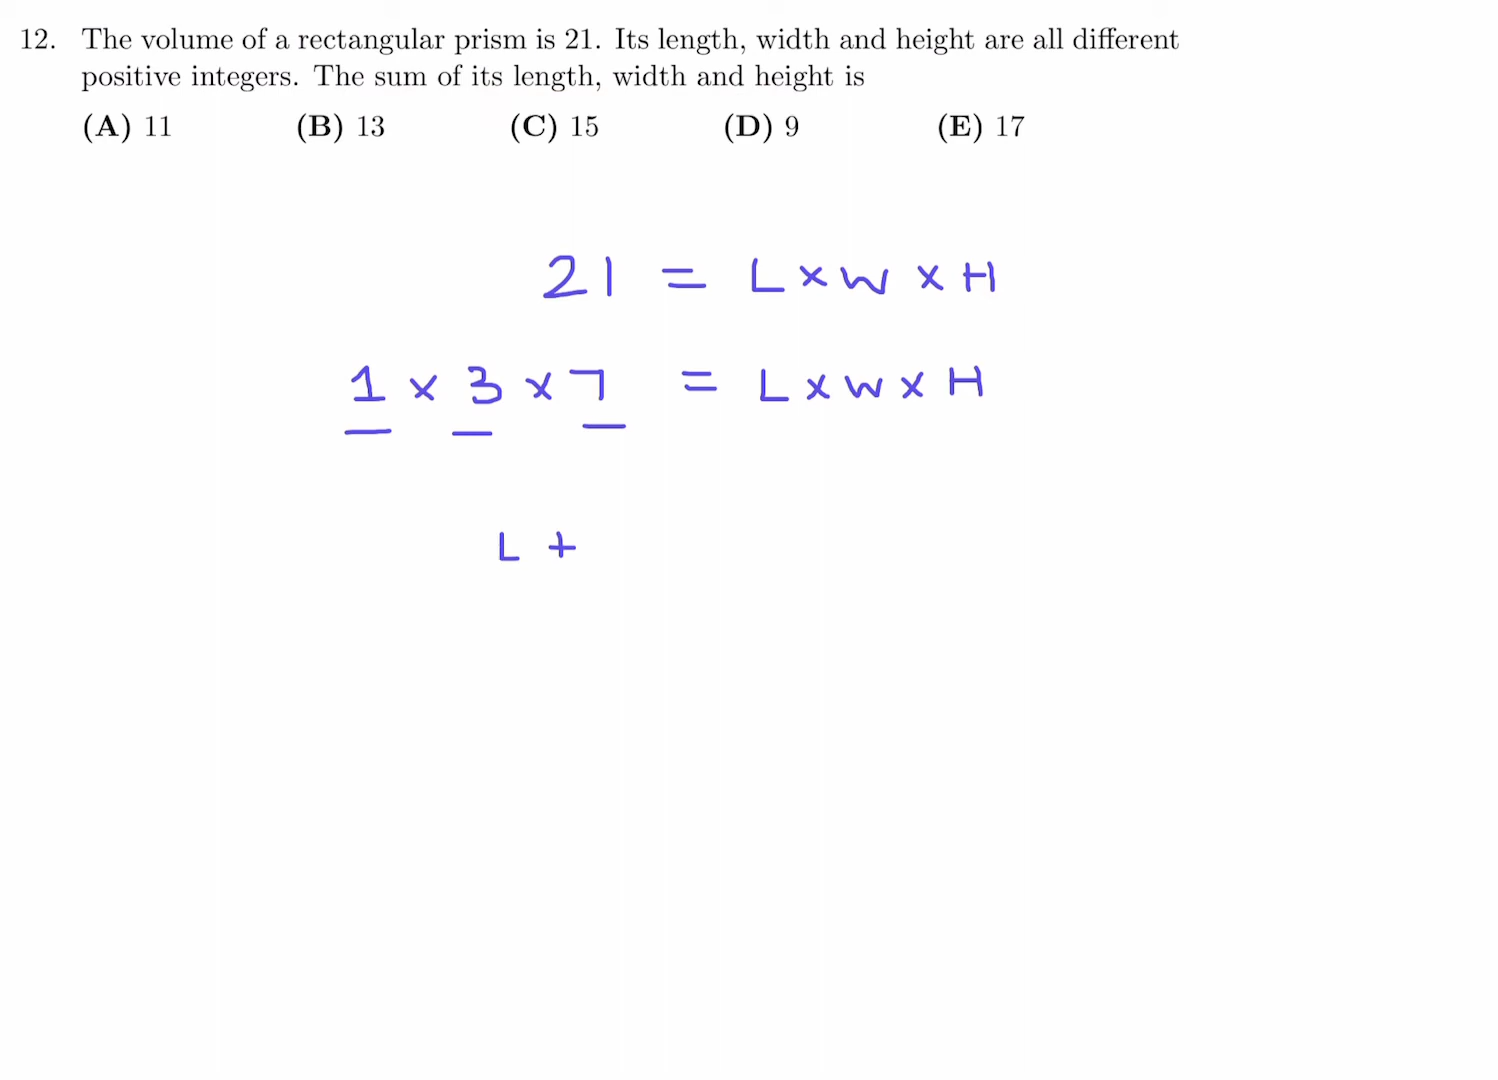 12. The volume of a rectangular prism is 21. Its length, width and height are all different
positive integers. The sum of its length, width and height is
(A) 11 (B) 13 (C) 15 (D) 9 (E) 17
21 = L × W × H
1 × 3 × 7 = L × W × H
L +